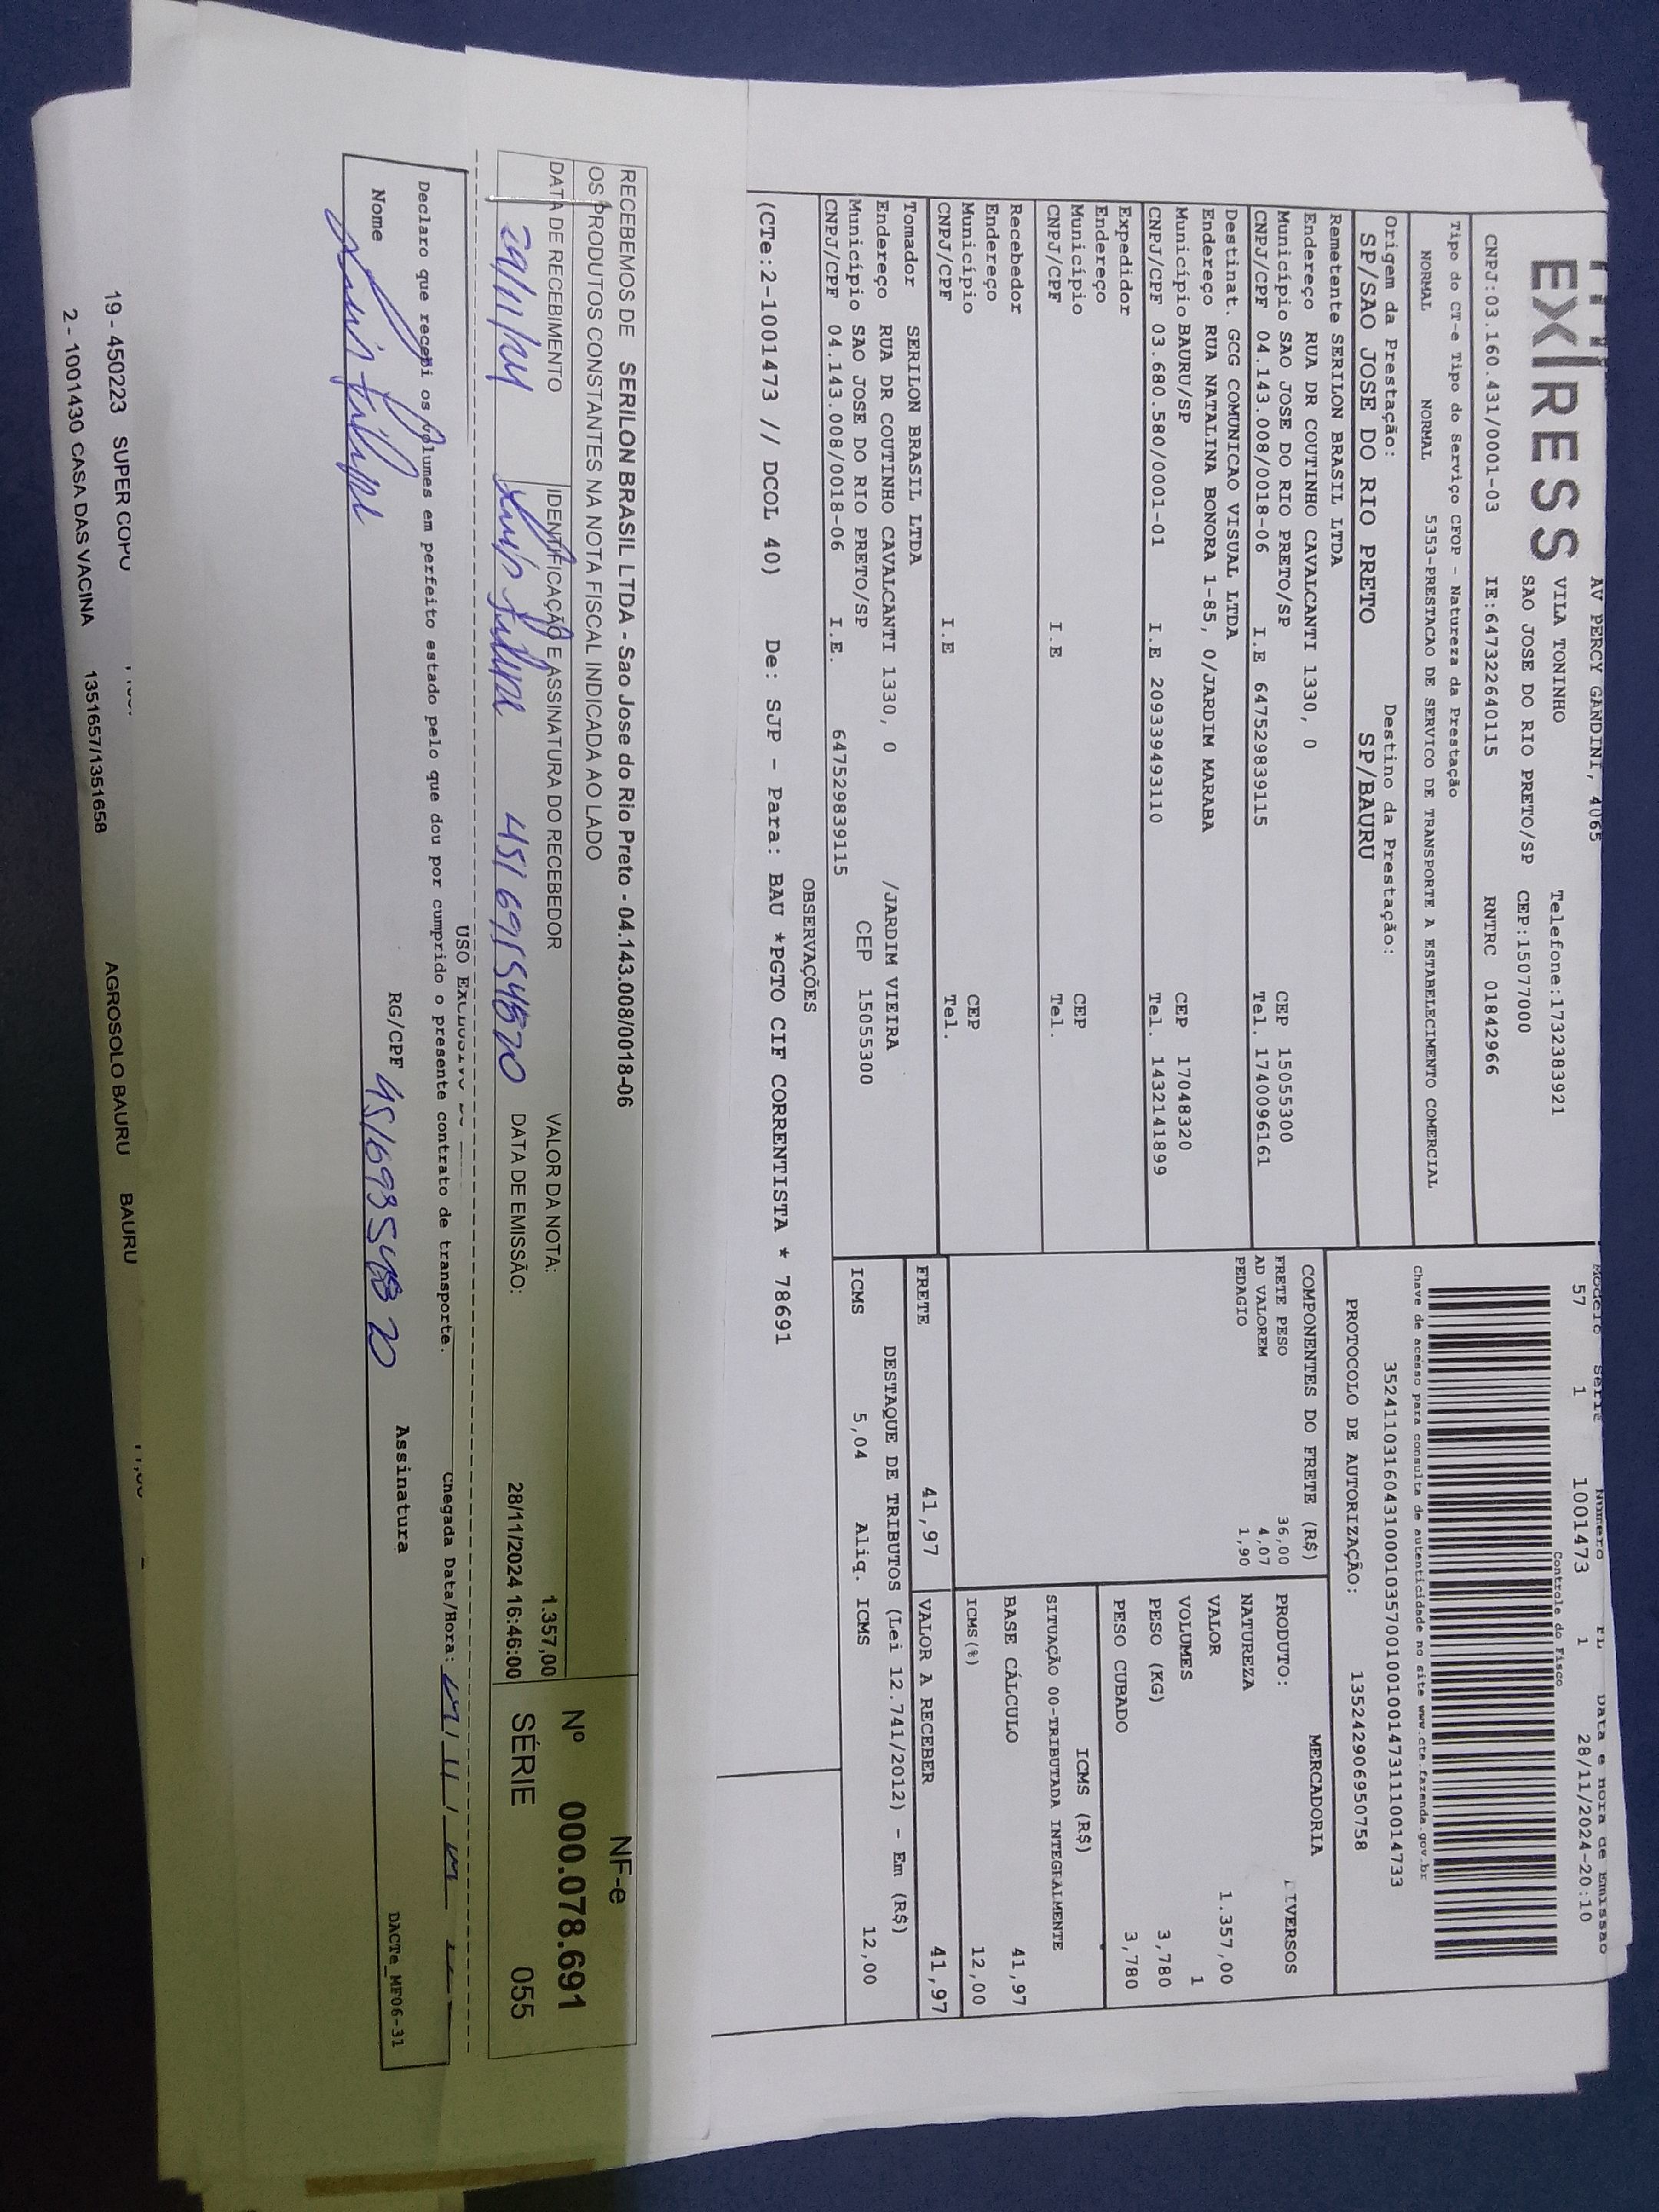 EXPRESS
AV PERCY GANDINI, 4065
VILA TONINHO
Telefone:1732383921
SAO JOSE DO RIO PRETO/SP CEP:15077000
CNPJ:03.160.431/0001-03 IE:647322640115 RNTRC 01842966
Modelo Série Número FL Data e Hora de Emissão
57 1 1001473 1 28/11/2024-20:10
Controle do Fisco
Chave de acesso para consulta de autenticidade no site www.cte.fazenda.gov.br
PROTOCOLO DE AUTORIZAÇÃO: 135242906950758
Tipo do CT-e Tipo do Serviço CFOP - Natureza da Prestação
NORMAL NORMAL 5353-PRESTACAO DE SERVICO DE TRANSPORTE A ESTABELECIMENTO COMERCIAL
Origem da Prestação: Destino da Prestação:
SP/SAO JOSE DO RIO PRETO SP/BAURU
Remetente SERILON BRASIL LTDA
Endereço RUA DR COUTINHO CAVALCANTI 1330, 0
Município SAO JOSE DO RIO PRETO/SP CEP 15055300
CNPJ/CPF 04.143.008/0018-06 I.E 647529839115 Tel. 1740096161
Destinat. GCG COMUNICAO VISUAL LTDA
Endereço RUA NATALINA BONORA 1-85, 0/JARDIM MARABA
Município BAURU/SP CEP 17048320
CNPJ/CPF 03.680.580/0001-01 I.E 209339493110 Tel. 1432141899
Expedidor
Endereço
Município CEP
CNPJ/CPF I.E Tel.
Recebedor
Endereço
Município CEP
CNPJ/CPF I.E Tel.
Tomador SERILON BRASIL LTDA
Endereço RUA DR COUTINHO CAVALCANTI 1330, 0 /JARDIM VIEIRA
Município SAO JOSE DO RIO PRETO/SP CEP 15055300
CNPJ/CPF 04.143.008/0018-06 I.E. 647529839115
COMPONENTES DO FRETE (R$)
FRETE PESO 36,00
AD VALOREM 4,07
PEDAGIO 1,90
MERCADORIA
PRODUTO: DIVERSOS
NATUREZA
VALOR 1.357,00
VOLUMES 1
PESO (KG) 3,780
PESO CUBADO 3,780
ICMS (R$)
SITUAÇÃO 00-TRIBUTADA INTEGRALMENTE
BASE CÁLCULO 41,97
ICMS(%) 12,00
FRETE 41,97 VALOR A RECEBER 41,97
DESTAQUE DE TRIBUTOS (Lei 12.741/2012) - Em (R$)
ICMS 5,04 Aliq. ICMS 12,00
OBSERVAÇÕES
(CTe:2-1001473 // DCOL 40) De: SJP - Para: BAU *PGTO CIF CORRENTISTA * 78691
RECEBEMOS DE SERILON BRASIL LTDA - Sao Jose do Rio Preto - 04.143.008/0018-06
OS PRODUTOS CONSTANTES NA NOTA FISCAL INDICADA AO LADO
DATA DE RECEBIMENTO IDENTIFICAÇÃO E ASSINATURA DO RECEBEDOR
VALOR DA NOTA: 1.357,00
DATA DE EMISSÃO: 28/11/2024 16:46:00
29/11/24
NF-e
Nº 000.078.691
SÉRIE 055
USO EXCLUSIVO
Declaro que recebi os volumes em perfeito estado pelo que dou por cumprido o presente contrato de transporte.
Chegada Data/Hora:
Nome RG/CPF Assinatura
DACTe_MF06-31
19 - 450223 SUPER COPO AGROSOLO BAURU BAURU
2 - 1001430 CASA DAS VACINA 1351657/1351658